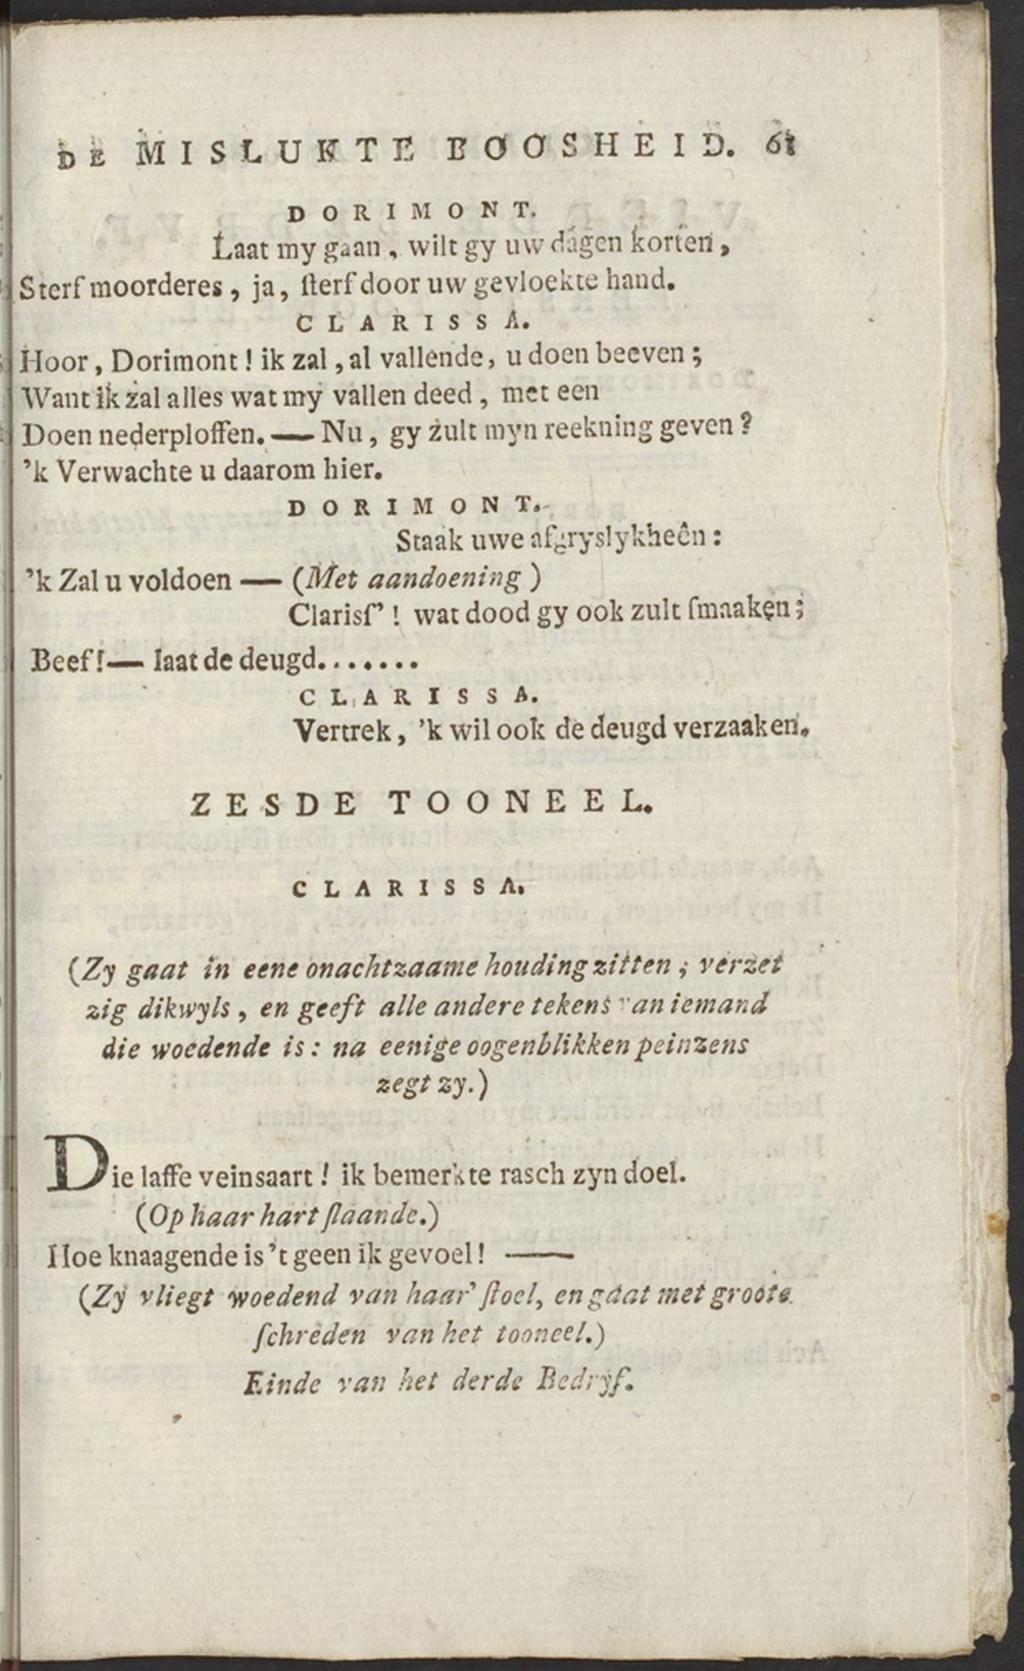 DE MISLUKTE BOOSHEID. 61
DORIMONT.
Laat my gaan, wilt gy uw dagen korten,
Sterf moorderes, ja, ſterf door uw gevloekte hand.
CLARISSA.
Hoor, Dorimont! ik zal, al vallende, u doen beeven;
Want ik zal alles wat my vallen deed, met een
Doen nederploffen. — Nu, gy zult myn reekning geven?
'k Verwachte u daarom hier.
DORIMONT.
Staak uwe afgryslykheên:
'k Zal u voldoen — (Met aandoening)
Clarisſ'! wat dood gy ook zult ſmaaken;
Beef! — laat de deugd........
CLARISSA.
Vertrek, 'k wil ook de deugd verzaaken.
ZESDE TOONEEL.
CLARISSA.
(Zy gaat in eene onachtzaame houding zitten; verzet
zig dikwyls, en geeft alle andere tekens van iemand
die woedende is: na eenige oogenblikken peinzens
zegt zy.)
Die laffe veinsaart! ik bemerkte rasch zyn doel.
(Op haar hart ſlaande.)
Hoe knaagende is 't geen ik gevoel! —
(Zy vliegt woedend van haar' ſtoel, en gaat met groote
ſchreden van het tooneel.)
Einde van het derde Bedryf.